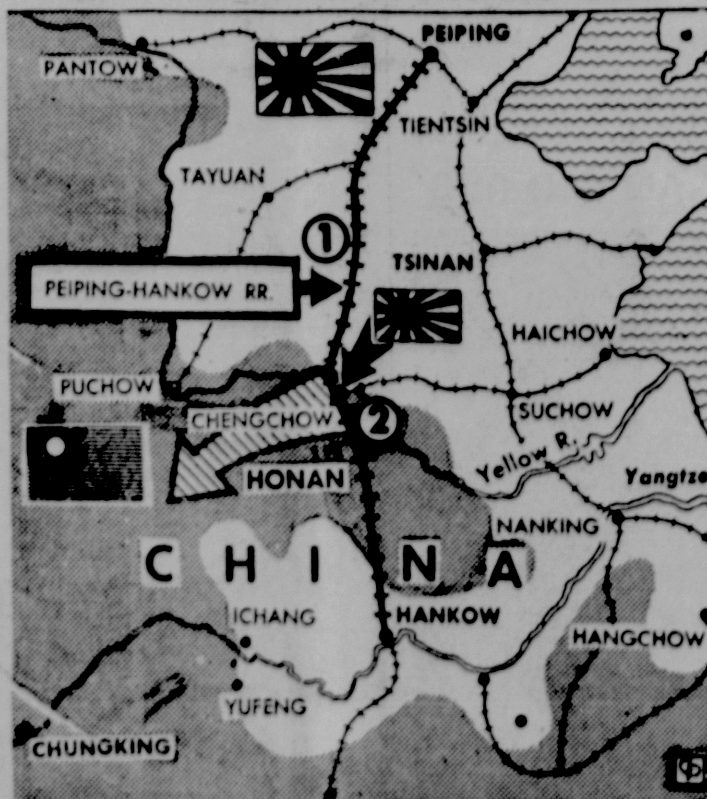 PEIPING
PANTOW
TIENTSIN
TAYUAN
1
TSINAN
PEIPING-HANKOW RR.
HAICHOW
PUCHOW
CHENGCHOW
2
SUCHOW
Yellow R.
HONAN
Yangtze
NANKING
CHINA
ICHANG
HANKOW
HANGCHOW
YUFENG
CHUNGKING